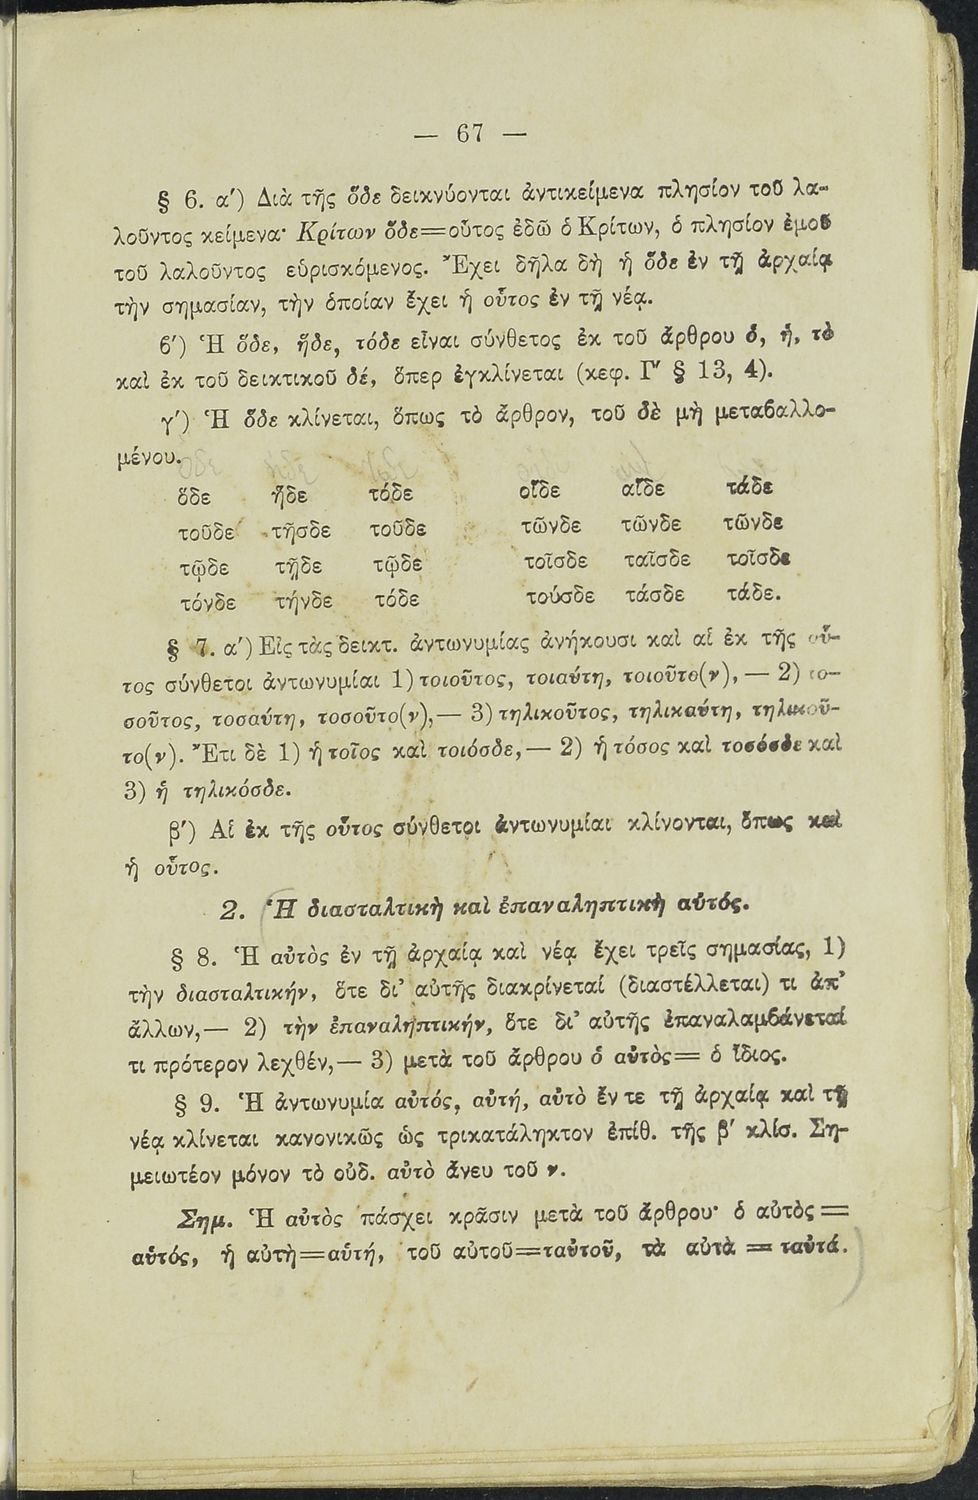 — 67 —
§ 6. α′) Διὰ τῆς ὅδε δεικνύονται ἀντικείμενα πλησίον τοῦ λα-
λοῦντος κείμενα· Κρίτων ὅδε=οὗτος ἐδῶ ὁ Κρίτων, ὁ πλησίον ἐμοῦ
τοῦ λαλοῦντος εὑρισκόμενος. Ἔχει δῆλα δὴ ἡ ὅδε ἐν τῇ ἀρχαίᾳ
τὴν σημασίαν, τὴν ὁποίαν ἔχει ἡ οὗτος ἐν τῇ νέᾳ.
ϐ′) Ἡ ὅδε, ἥδε, τόδε εἶναι σύνθετος ἐκ τοῦ ἄρθρου ὁ, ἡ, τὸ
καὶ ἐκ τοῦ δεικτικοῦ δέ, ὅπερ ἐγκλίνεται (κεφ. Γ′ § 13, 4).
γ′) Ἡ ὅδε κλίνεται, ὅπως τὸ ἄρθρον, τοῦ δὲ μὴ μεταϐαλλο-
μένου.
ὅδε ἥδε τόδε οἵδε αἵδε τάδε
τοῦδε τῆσδε τοῦδε τῶνδε τῶνδε τῶνδε
τῷδε τῇδε τῷδε τοῖσδε ταῖσδε τοῖσδε
τόνδε τήνδε τόδε τούσδε τάσδε τάδε.
§ 7. α′) Εἰς τὰς δεικτ. ἀντωνυμίας ἀνήκουσι καὶ αἱ ἐκ τῆς οὗ-
τος σύνθετοι ἀντωνυμίαι 1) τοιοῦτος, τοιαύτη, τοιοῦτο(ν),— 2) το-
σοῦτος, τοσαύτη, τοσοῦτο(ν),— 3) τηλικοῦτος, τηλικαύτη, τηλικοῦ-
το(ν). Ἔτι δὲ 1) ἡ τοῖος καὶ τοιόσδε,— 2) ἡ τόσος καὶ τοσόσδε καὶ
3) ἡ τηλικόσδε.
β′) Αἱ ἐκ τῆς οὗτος σύνθετοι ἀντωνυμίαι κλίνονται, ὅπως καὶ
ἡ οὗτος.
2. Ἡ διασταλτικὴ καὶ ἐπαναληπτικὴ αὐτός.
§ 8. Ἡ αὐτὸς ἐν τῇ ἀρχαίᾳ καὶ νέᾳ ἔχει τρεῖς σημασίας, 1)
τὴν διασταλτικήν, ὅτε δι᾽ αὐτῆς διακρίνεταί (διαστέλλεται) τι ἀπ᾽
ἄλλων,— 2) τὴν ἐπαναληπτικήν, ὅτε δι᾽ αὐτῆς ἐπαναλαμϐάνεταί
τι πρότερον λεχθέν,— 3) μετὰ τοῦ ἄρθρου ὁ αὐτὸς= ὁ ἴδιος.
§ 9. Ἡ ἀντωνυμία αὐτός, αὐτή, αὐτὸ ἔν τε τῇ ἀρχαίᾳ καὶ τῇ
νέᾳ κλίνεται κανονικῶς ὡς τρικατάληκτον ἐπίθ. τῆς β′ κλίσ. Ση-
μειωτέον μόνον τὸ οὐδ. αὐτὸ ἄνευ τοῦ ν.
Σημ. Ἡ αὐτὸς πάσχει κρᾶσιν μετὰ τοῦ ἄρθρου· ὁ αὐτὸς =
αὑτός, ἡ αὐτὴ=αὑτή, τοῦ αὐτοῦ=ταὐτοῦ, τὰ αὐτὰ = ταὐτά.